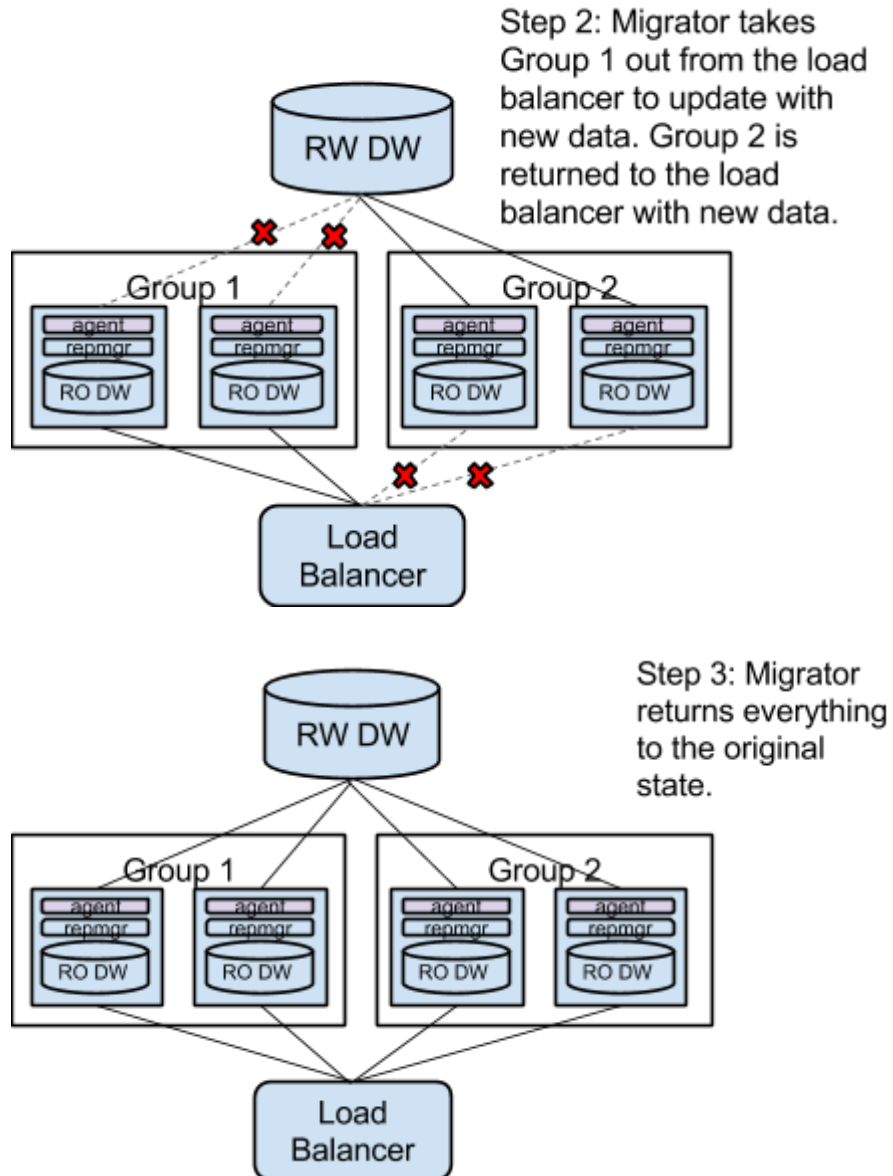 Step 2: Migrator takes
Group 1 out from the load
balancer to update with
new data. Group 2 is
returned to the load
balancer with new data.
RW DW
Group 1
Group 2
agent
agent
agent
agent
repmgr
repmgr
repmgr
repmgr
RO DW
RO DW
RO DW
RO DW
Load
Balancer
Step 3: Migrator
returns everything
to the original
state.
RW DW
Group 1
Group 2
agent
agent
agent
agent
repmgr
repmgr
repmgr
repmgr
RO DW
RO DW
RO DW
RO DW
Load
Balancer